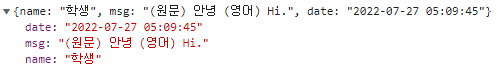 ▼{name: "학생", msg: "(원문) 안녕 (영어) Hi.", date: "2022-07-27 05:09:45"}
date: "2022-07-27 05:09:45"
msg: "(원문) 안녕 (영어) Hi."
name: "학생"